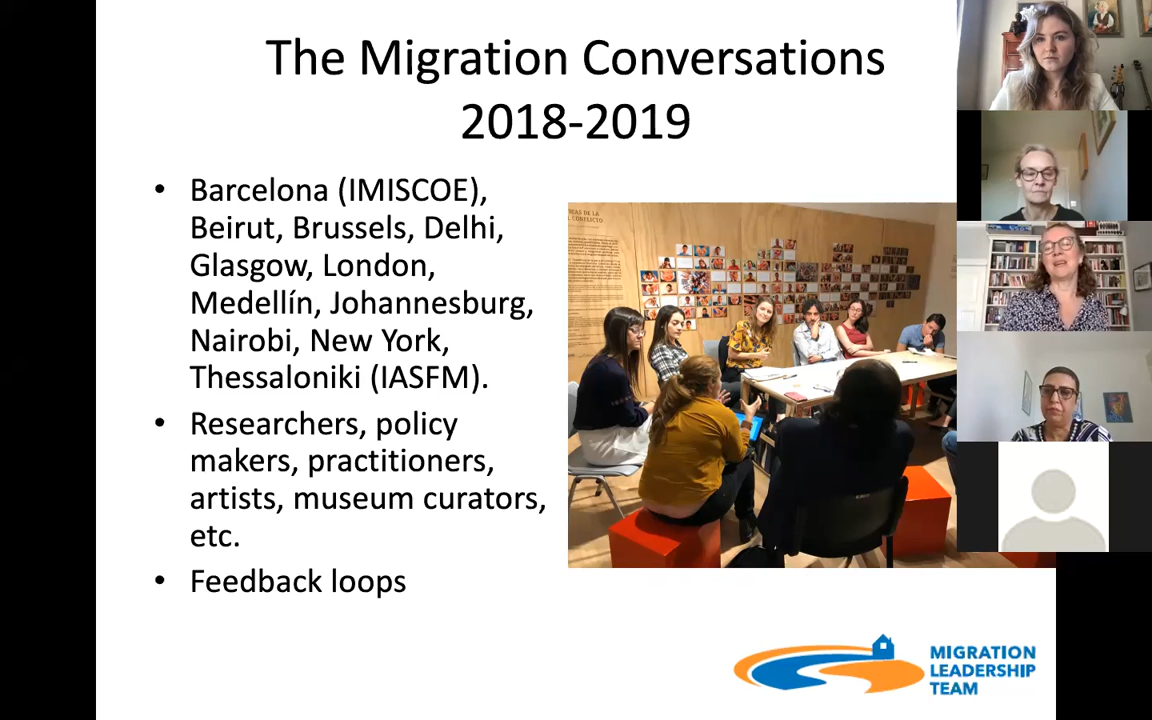 The Migration Conversations
2018-2019
• Barcelona (IMISCOE),
Beirut, Brussels, Delhi,
Glasgow, London,
Medellín, Johannesburg,
Nairobi, New York,
Thessaloniki (IASFM).
• Researchers, policy
makers, practitioners,
artists, museum curators,
etc.
• Feedback loops
MIGRATION
LEADERSHIP
TEAM